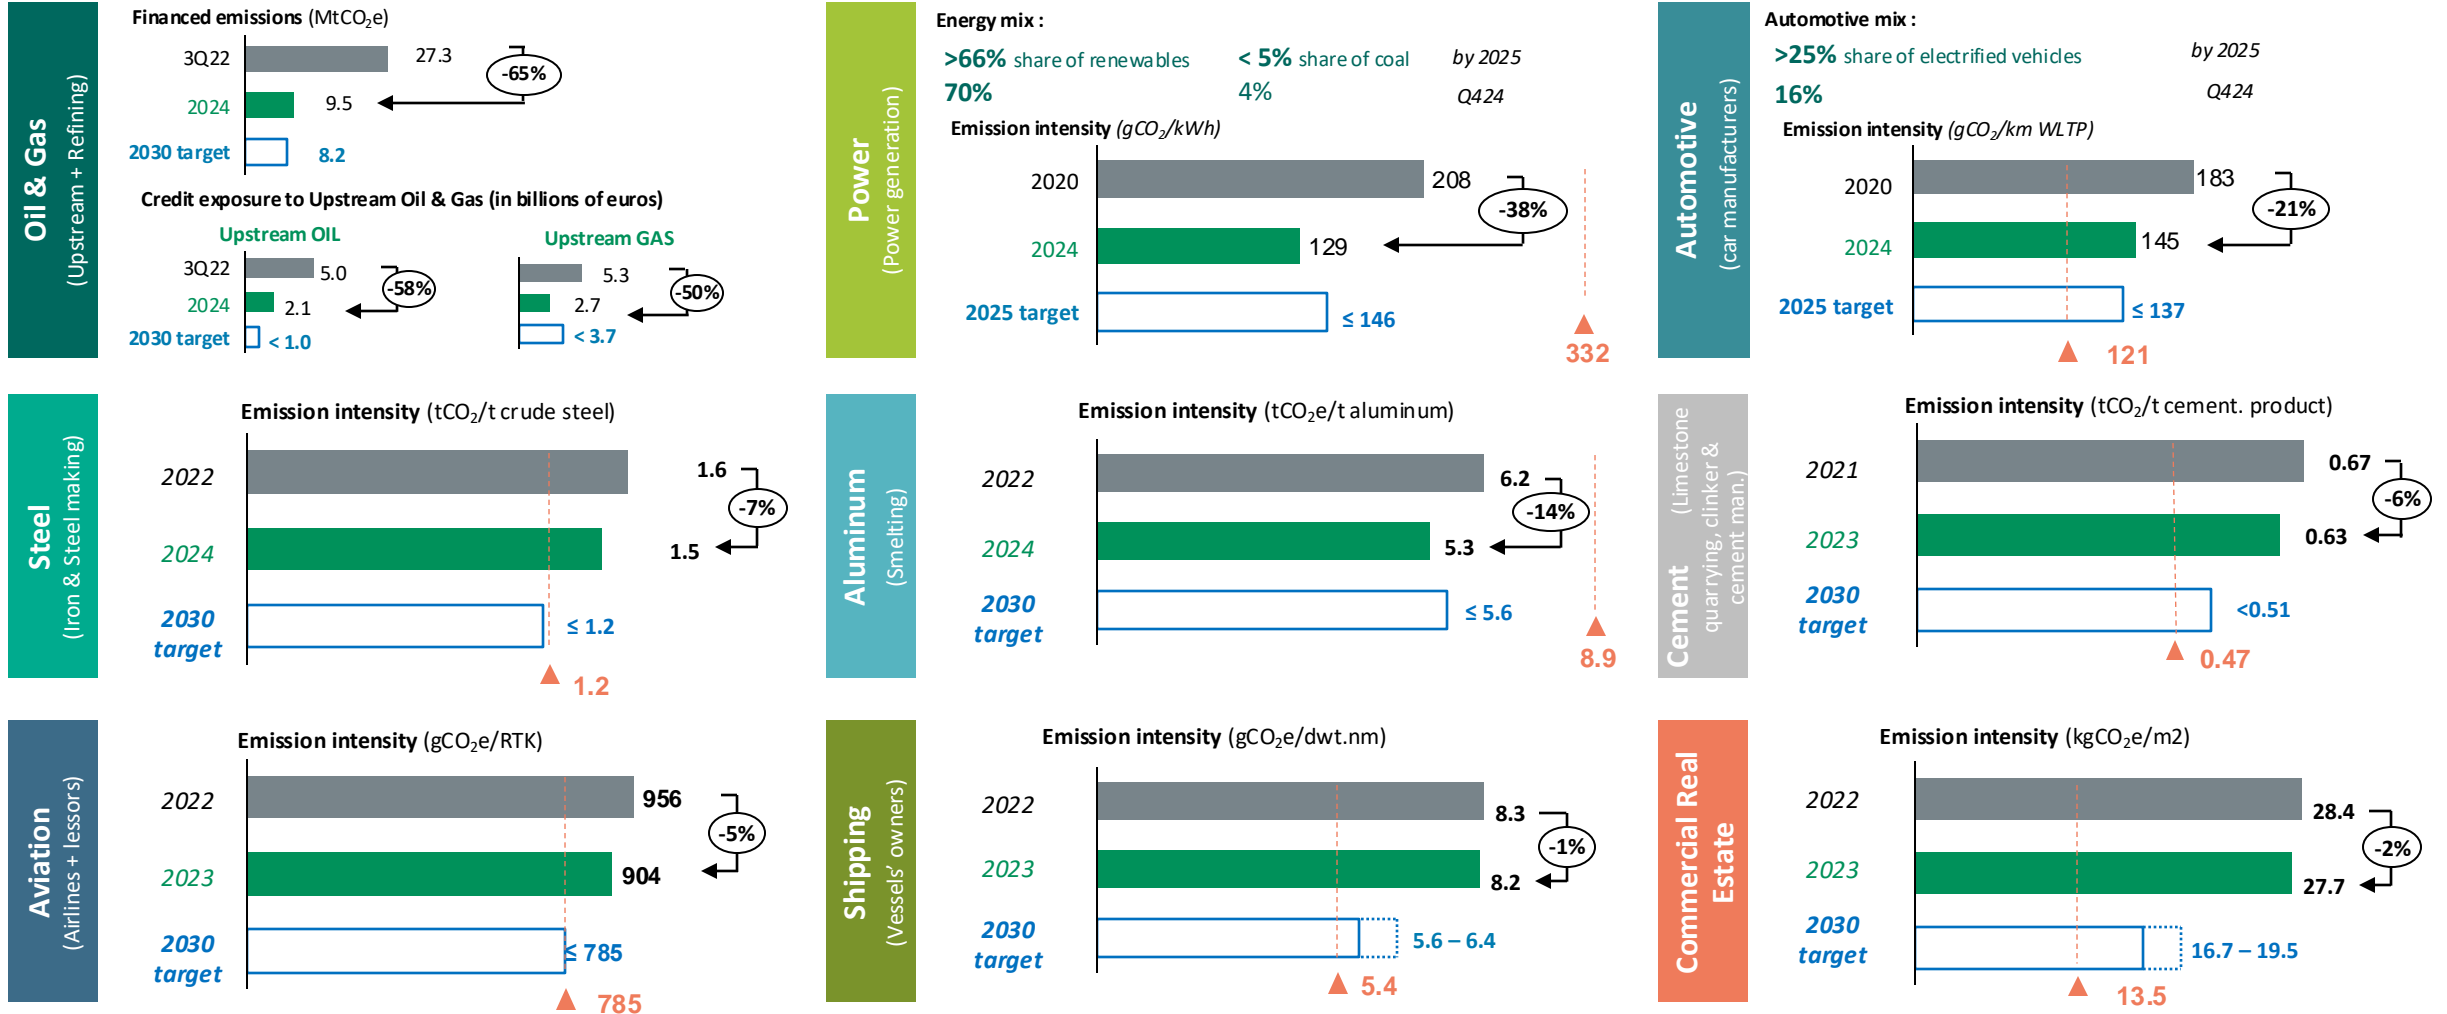 Oil & Gas
(Upstream + Refining)
Financed emissions (MtCO2e)
3Q22
27.3
-65%
2024
9.5
2030 target
8.2
Credit exposure to Upstream Oil & Gas (in billions of euros)
Upstream OIL
3Q22
5.0
-58%
2024
2.1
2030 target
< 1.0
Upstream GAS
5.3
-50%
2.7
< 3.7
Power
(Power generation)
Energy mix :
>66% share of renewables
< 5% share of coal
by 2025
70%
4%
Q424
Emission intensity (gCO2/kWh)
2020
208
-38%
2024
129
2025 target
≤ 146
332
Automotive
(car manufacturers)
Automotive mix :
>25% share of electrified vehicles
by 2025
16%
Q424
Emission intensity (gCO2/km WLTP)
2020
183
-21%
2024
145
2025 target
≤ 137
121
Steel
(Iron & Steel making)
Emission intensity (tCO2/t crude steel)
2022
1.6
-7%
2024
1.5
2030
target
≤ 1.2
1.2
Aluminum
(Smelting)
Emission intensity (tCO2e/t aluminum)
2022
6.2
-14%
2024
5.3
2030
target
≤ 5.6
8.9
Cement (Limestone
quarrying, clinker &
cement man.)
Emission intensity (tCO2/t cement. product)
2021
0.67
-6%
2023
0.63
2030
target
<0.51
0.47
Aviation
(Airlines + lessors)
Emission intensity (gCO2e/RTK)
2022
956
-5%
2023
904
2030
target
≤ 785
785
Shipping
(Vessels' owners)
Emission intensity (gCO2e/dwt.nm)
2022
8.3
-1%
2023
8.2
2030
target
5.6 – 6.4
5.4
Commercial Real
Estate
Emission intensity (kgCO2e/m2)
2022
28.4
-2%
2023
27.7
2030
target
16.7 – 19.5
13.5